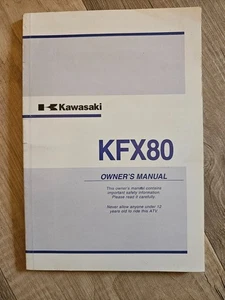 Kawasaki
KFX80
OWNER'S MANUAL
This owner's manual contains
important safety information.
Please read it carefully.
Never allow anyone under 12
years old to ride this ATV.